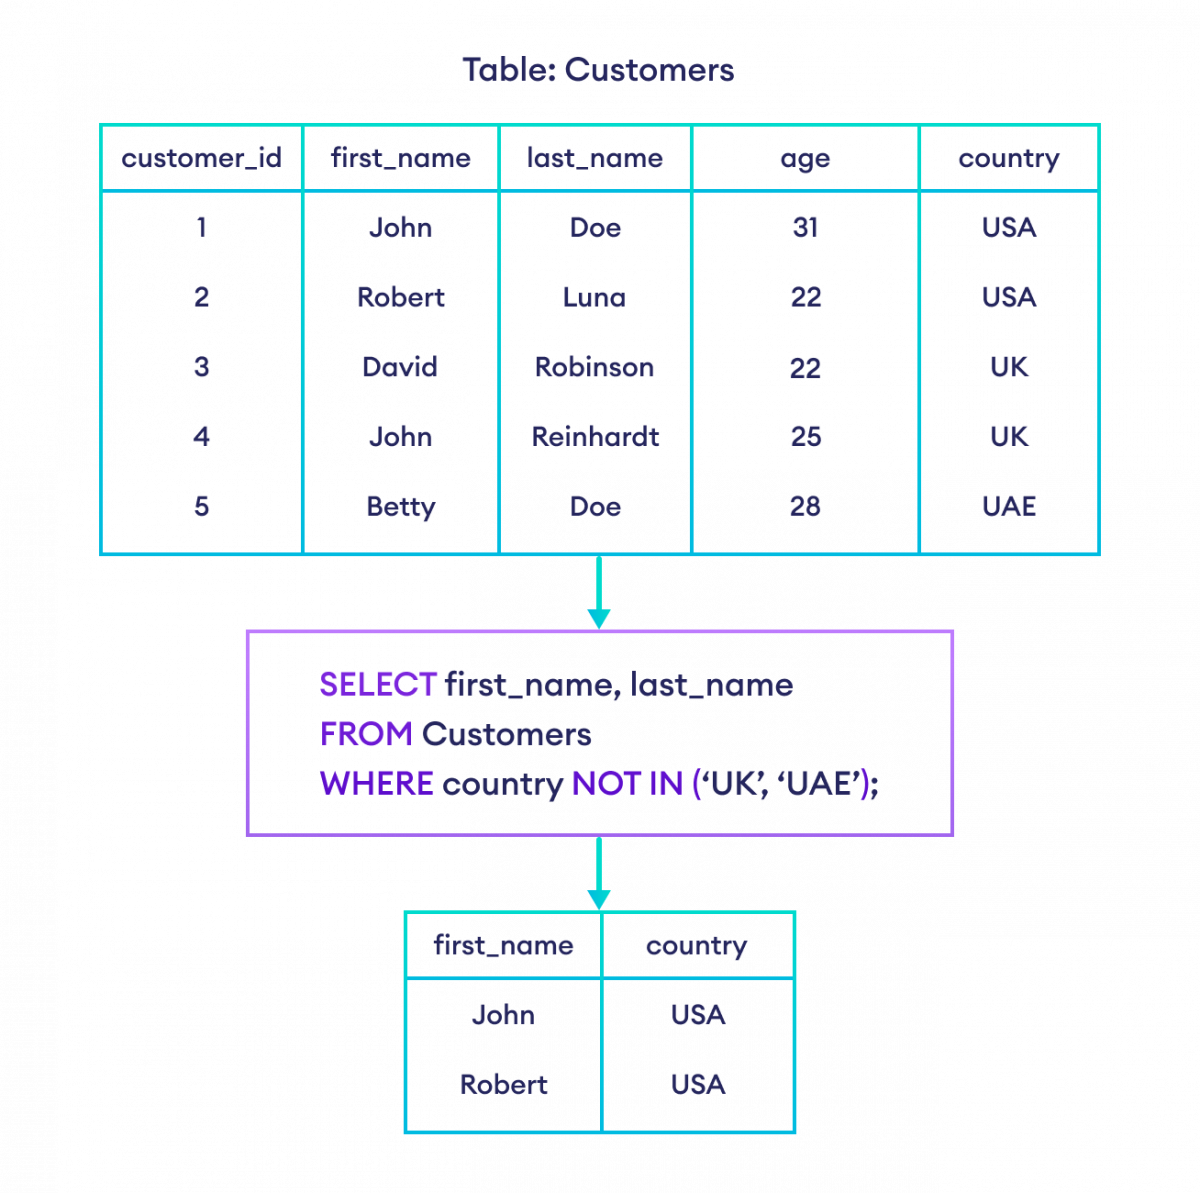 Table: Customers
customer_id first_name last_name age country
1 John Doe 31 USA
2 Robert Luna 22 USA
3 David Robinson 22 UK
4 John Reinhardt 25 UK
5 Betty Doe 28 UAE
SELECT first_name, last_name
FROM Customers
WHERE country NOT IN (‘UK’, ‘UAE’);
first_name country
John USA
Robert USA